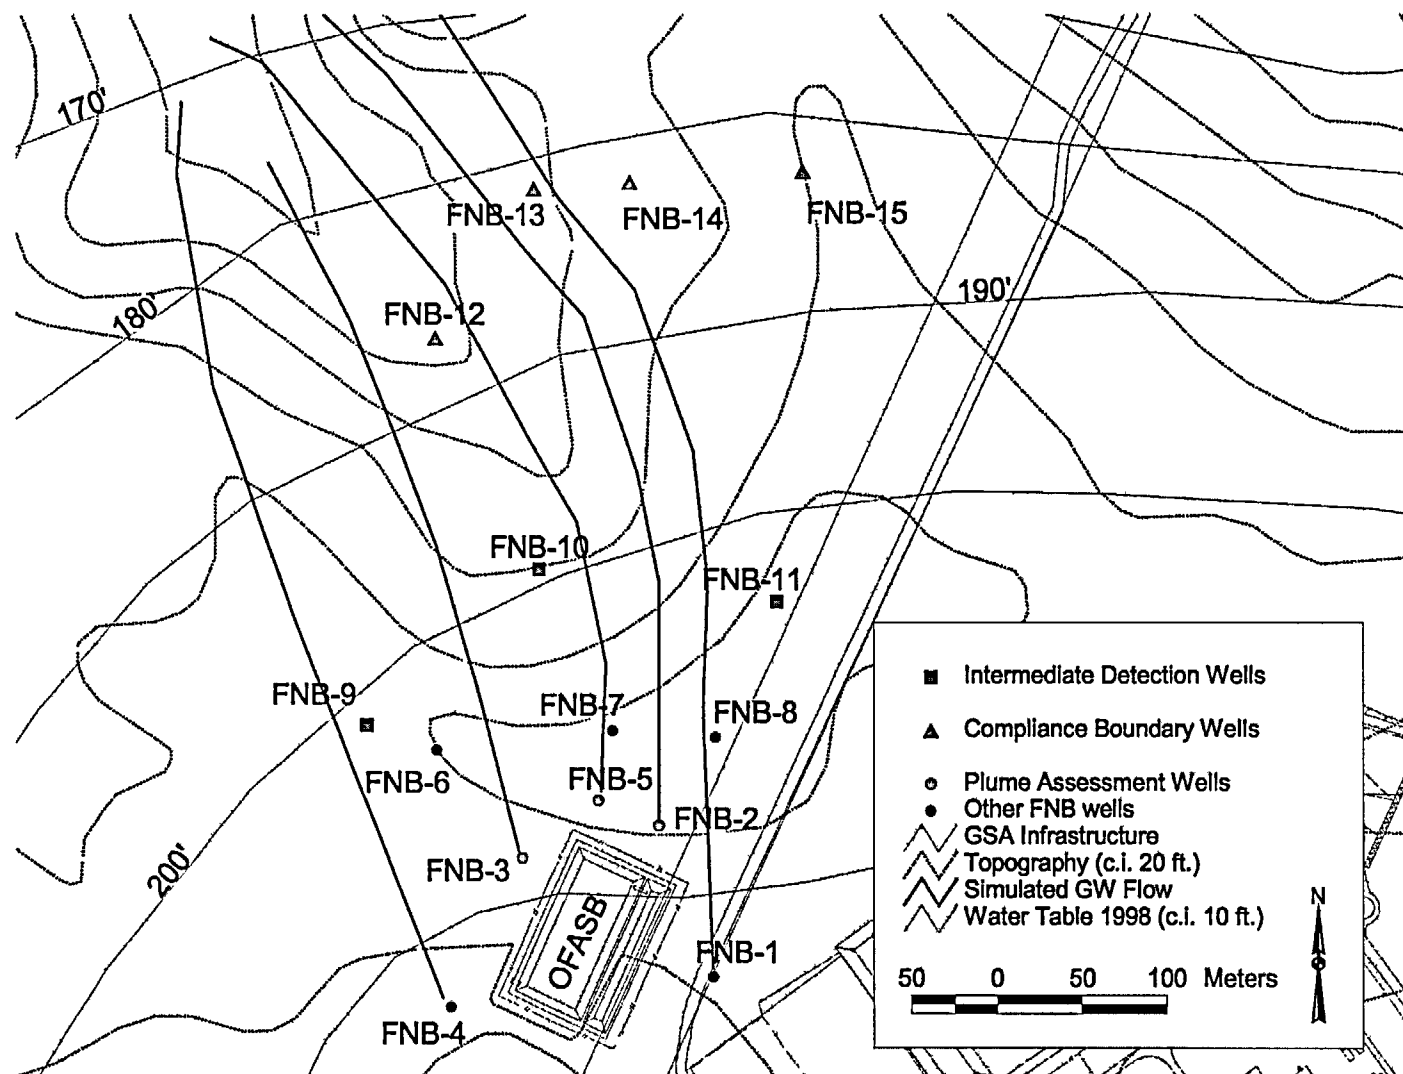 170'
FNB-13
FNB-14
FNB-15
180'
FNB-12
190'
FNB-10
FNB-11
FNB-9
FNB-7
FNB-8
FNB-6
FNB-5
FNB-2
FNB-3
200'
OFASB
FNB-1
FNB-4
Intermediate Detection Wells
Compliance Boundary Wells
Plume Assessment Wells
Other FNB wells
GSA Infrastructure
Topography (c.i. 20 ft.)
Simulated GW Flow
Water Table 1998 (c.i. 10 ft.)
N
50 0 50 100 Meters